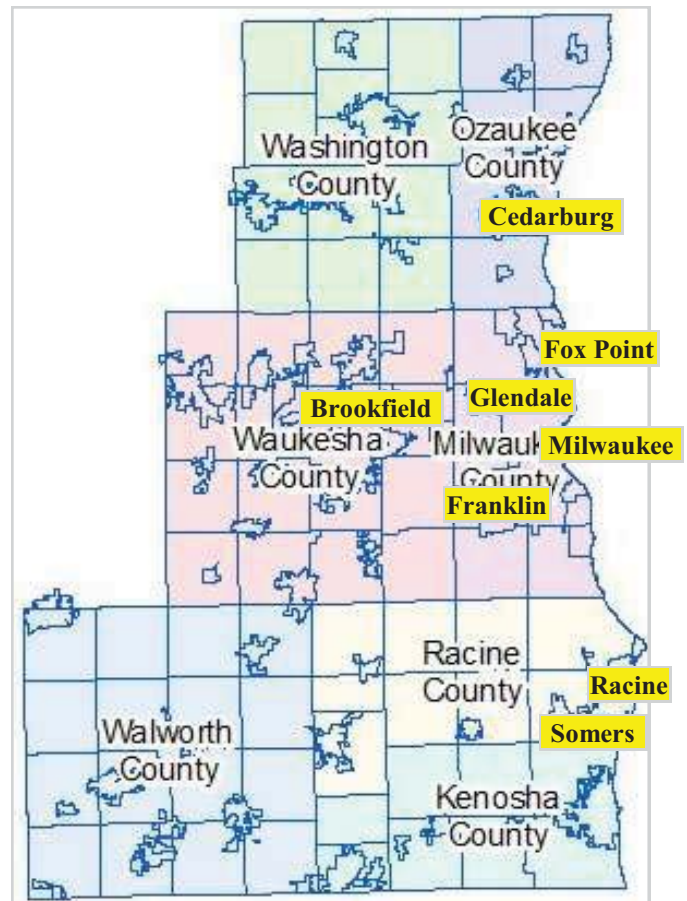 Ozaukee
County
Washington
County
Cedarburg
Fox Point
Glendale
Brookfield
Waukesha
County
Milwauk
County
Milwaukee
Franklin
Racine
County
Racine
Somers
Walworth
County
Kenosha
County